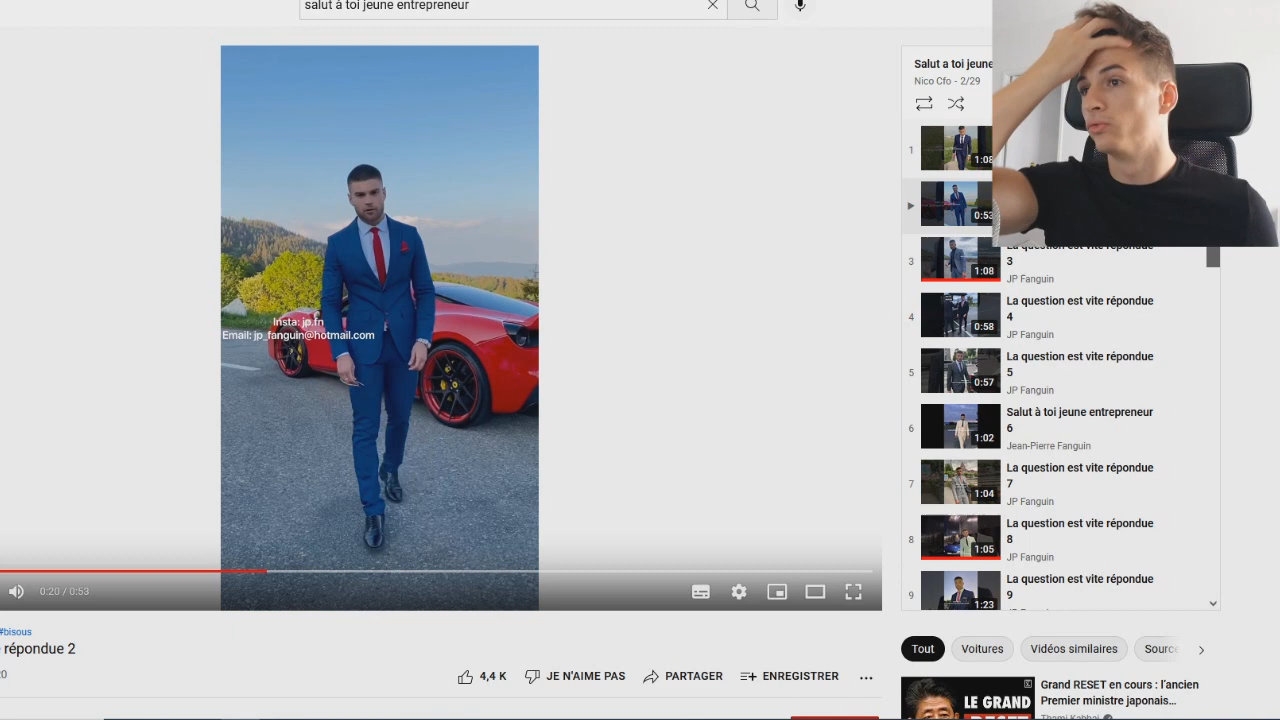 salut à toi jeune entrepreneur
Insta: jp.fn
Email: jp_fanguin@hotmail.com
0:20 / 0:53
#bisous
répondue 2
4,4 K
JE N'AIME PAS
PARTAGER
ENREGISTRER
Salut a toi jeune
Nico Cfo - 2/29
1
1:08
0:53
3
1:08
La question est vite répondue
3
JP Fanguin
4
0:58
La question est vite répondue
4
JP Fanguin
5
0:57
La question est vite répondue
5
JP Fanguin
6
1:02
Salut à toi jeune entrepreneur
6
Jean-Pierre Fanguin
7
1:04
La question est vite répondue
7
JP Fanguin
8
1:05
La question est vite répondue
8
JP Fanguin
9
1:23
La question est vite répondue
9
Tout
Voitures
Vidéos similaires
Source
LE GRAND
RESET
Grand RESET en cours : l'ancien
Premier ministre japonais...
Thami Kabbaj